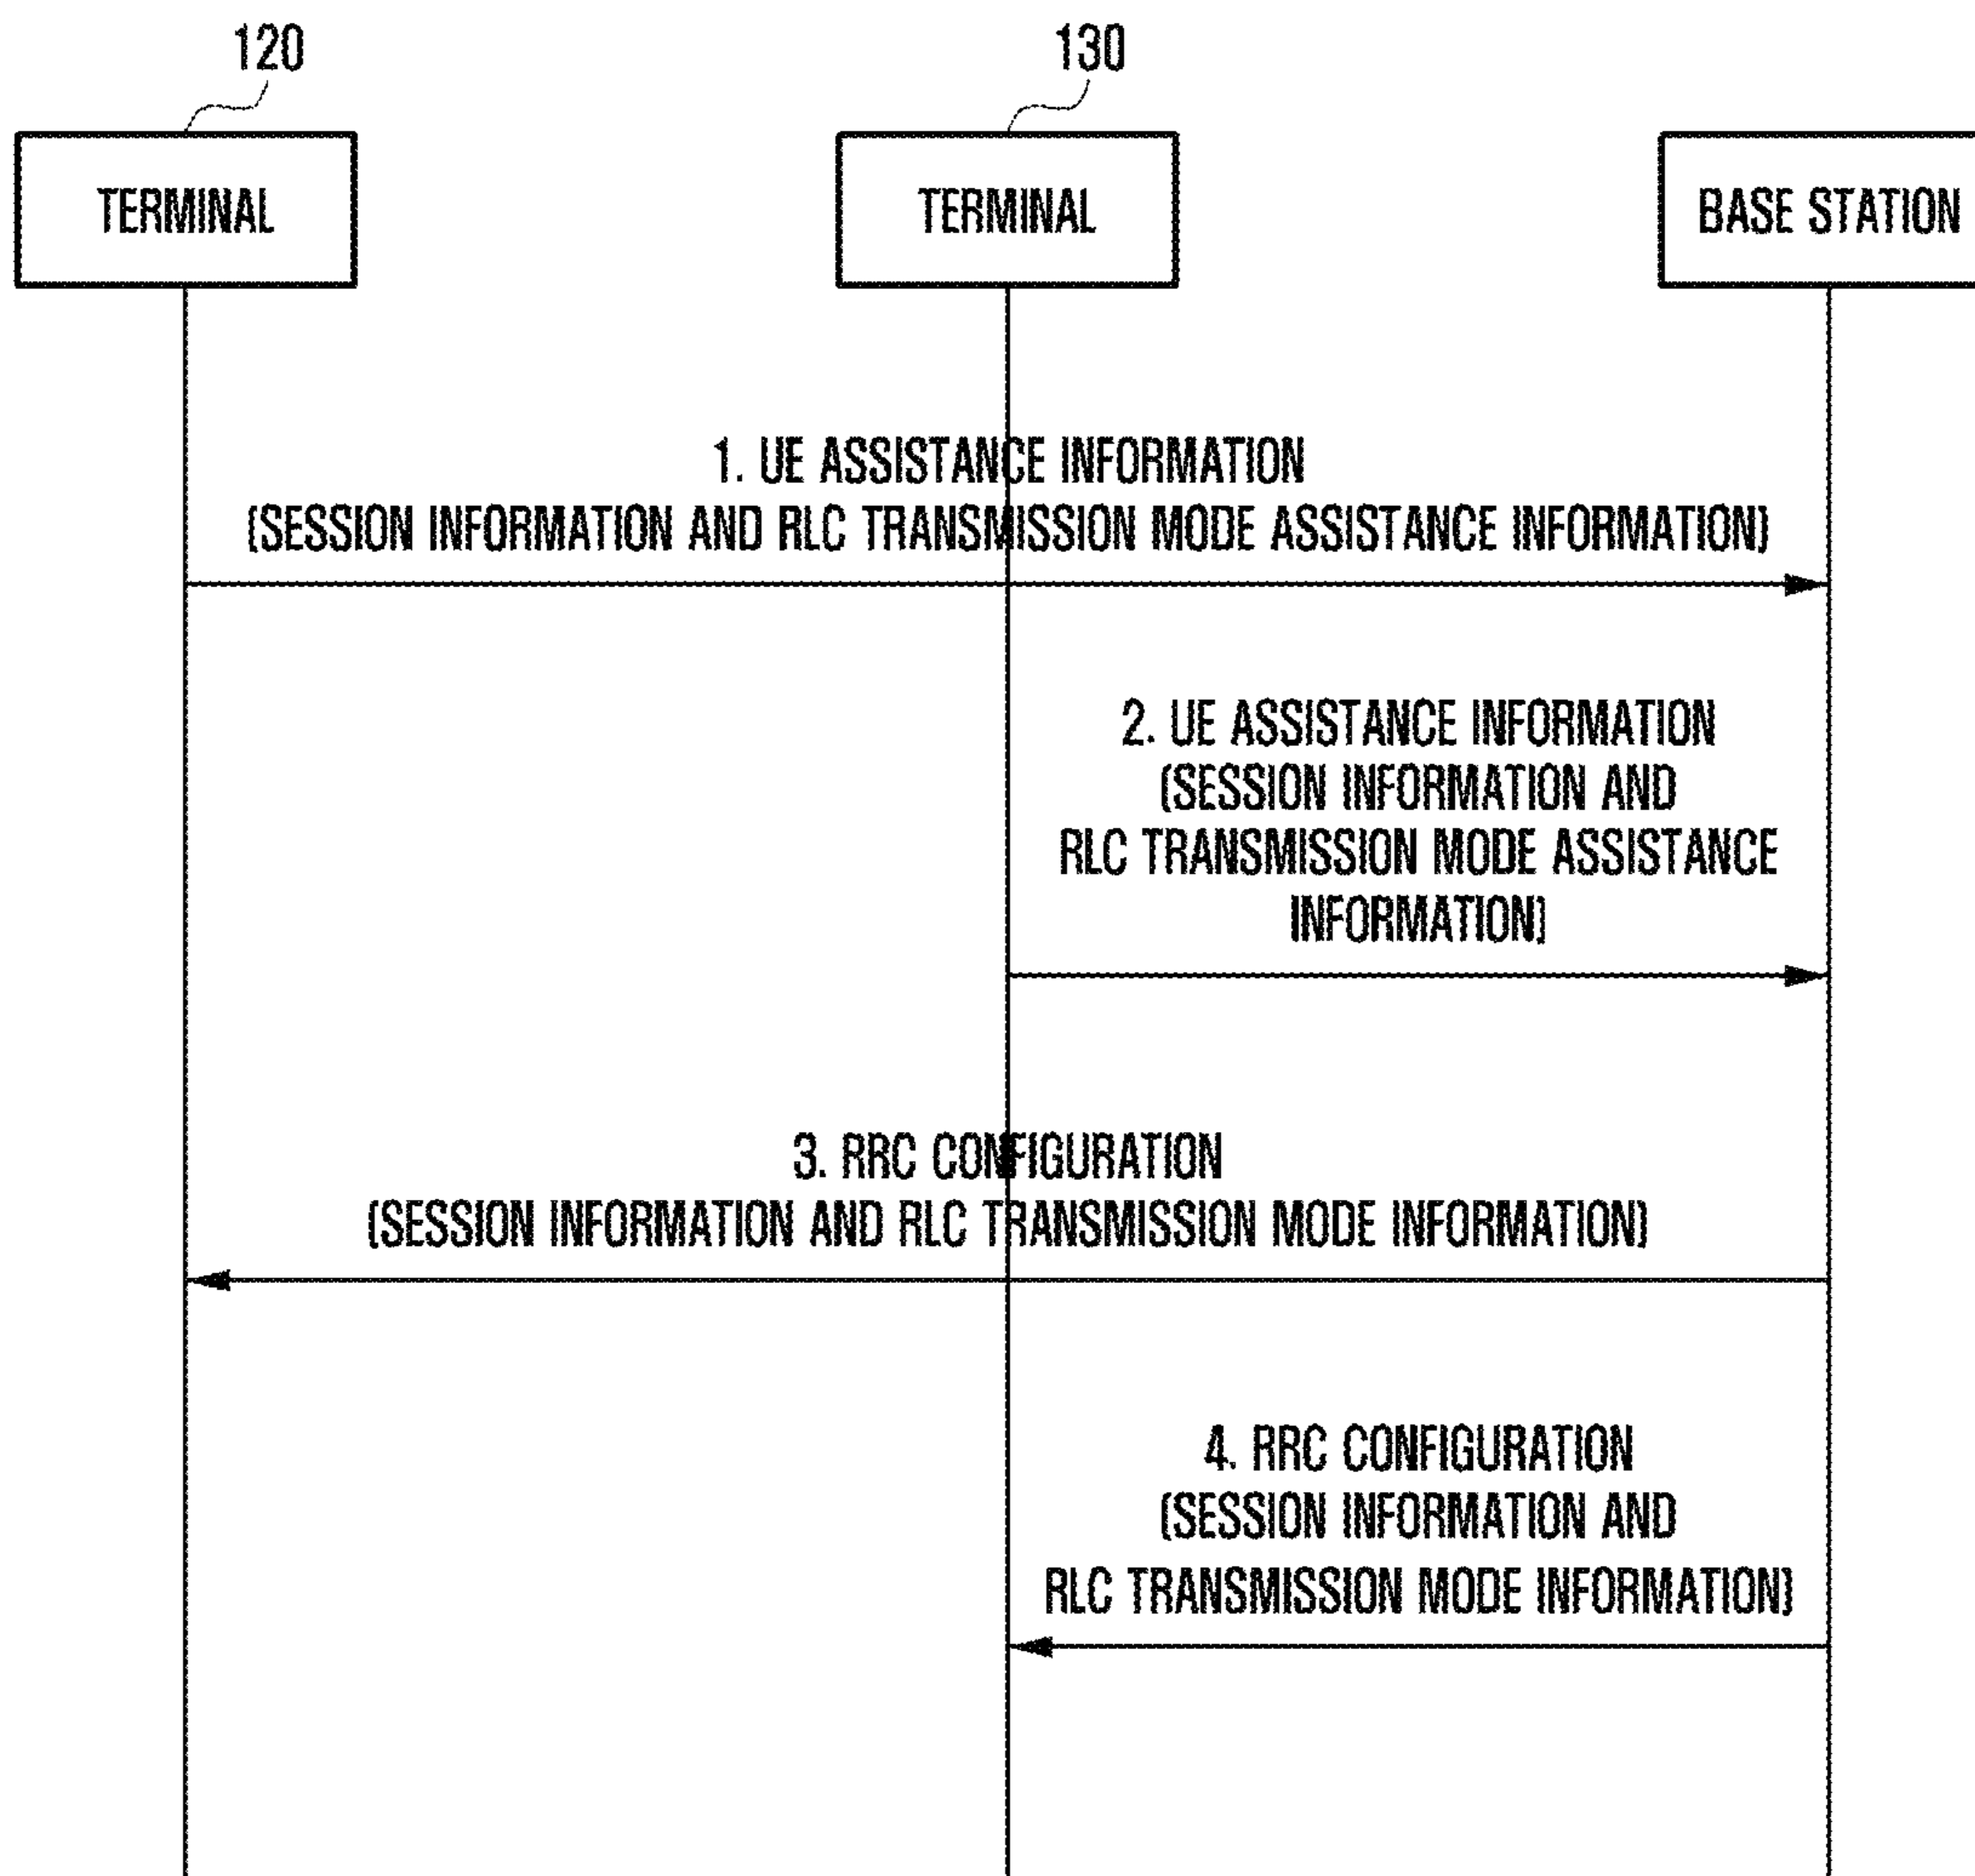 120
130
TERMINAL
TERMINAL
BASE STATION
1. UE ASSISTANCE INFORMATION
(SESSION INFORMATION AND RLC TRANSMISSION MODE ASSISTANCE INFORMATION)
2. UE ASSISTANCE INFORMATION
(SESSION INFORMATION AND
RLC TRANSMISSION MODE ASSISTANCE
INFORMATION)
3. RRC CONFIGURATION
(SESSION INFORMATION AND RLC TRANSMISSION MODE INFORMATION)
4. RRC CONFIGURATION
(SESSION INFORMATION AND
RLC TRANSMISSION MODE INFORMATION)